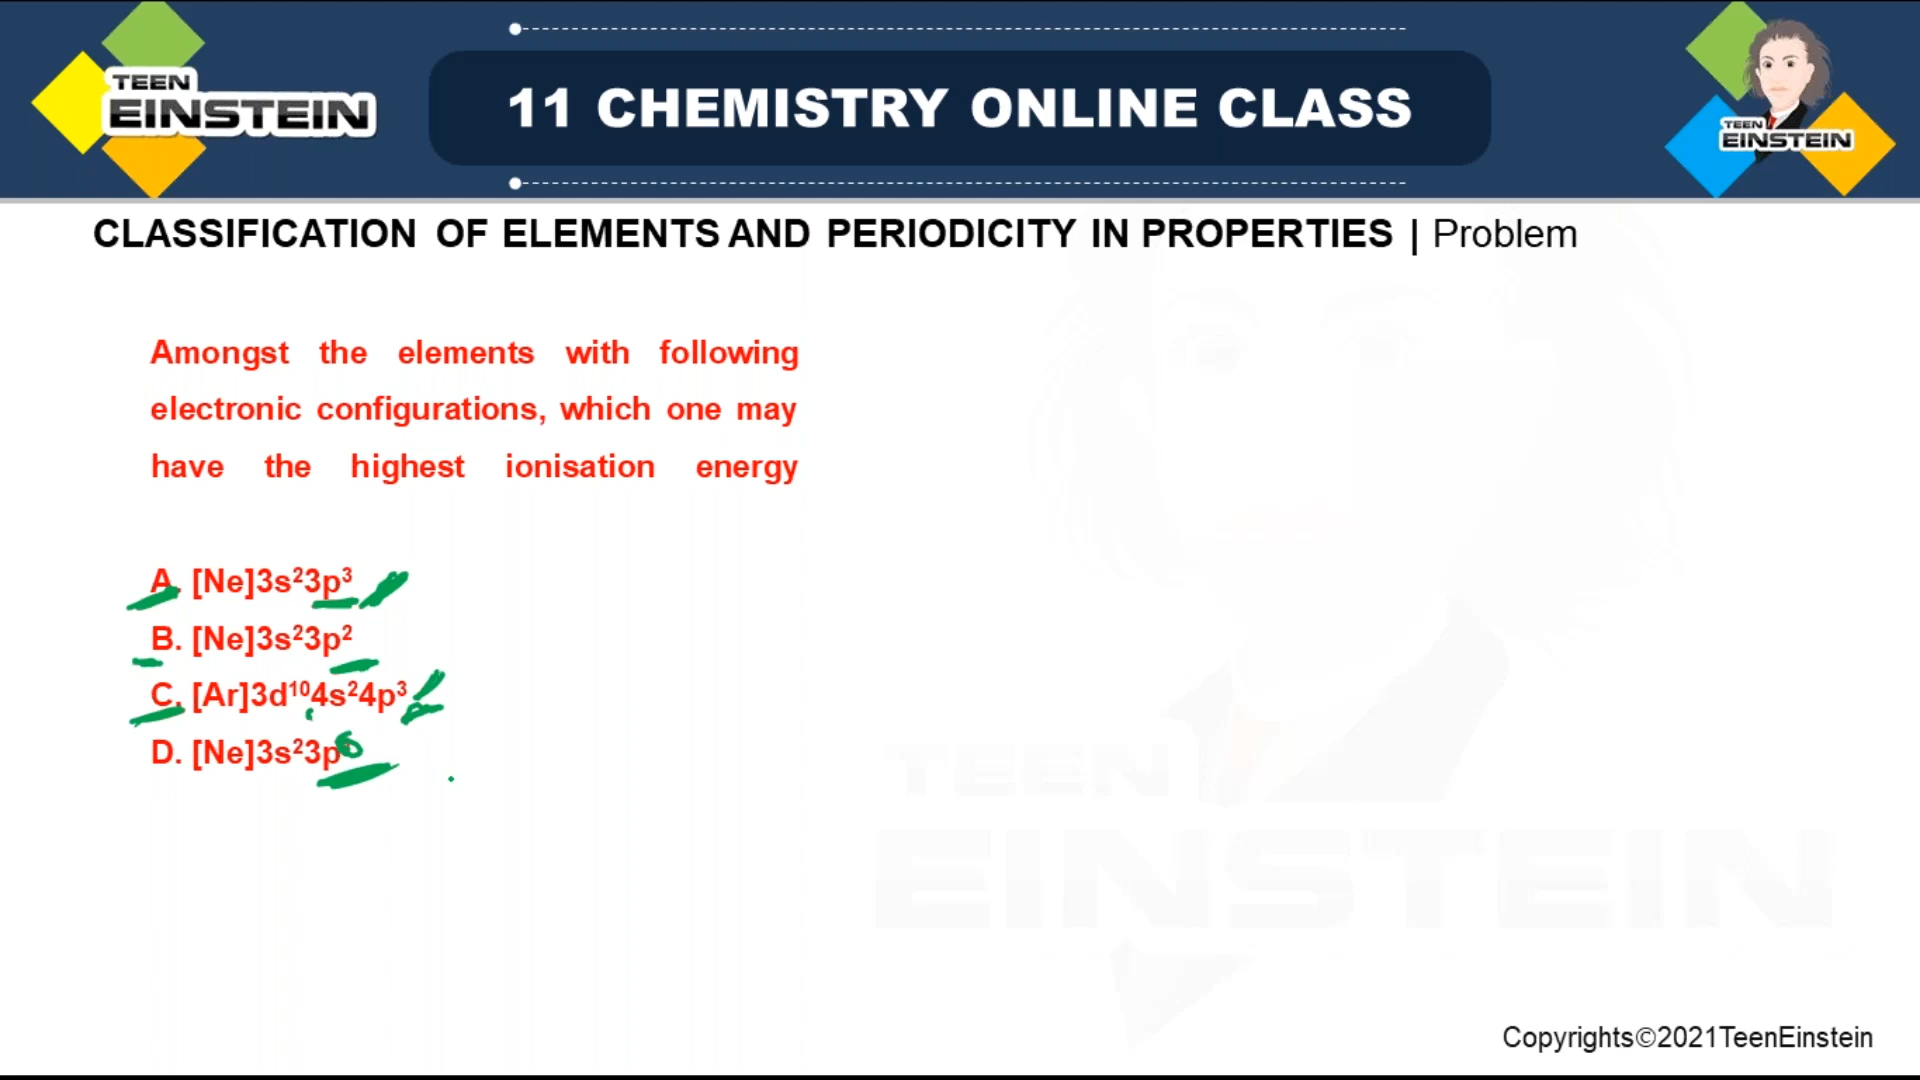 TEEN
EINSTEIN
11 CHEMISTRY ONLINE CLASS
TEEN
EINSTEIN
CLASSIFICATION OF ELEMENTS AND PERIODICITY IN PROPERTIES | Problem
Amongst the elements with following
electronic configurations, which one may
have the highest ionisation energy
A. [Ne]3s²3p³
B. [Ne]3s²3p²
C. [Ar]3d¹⁰4s²4p³
D. [Ne]3s²3p⁶
TEEN
EINSTEIN
Copyrights©2021TeenEinstein